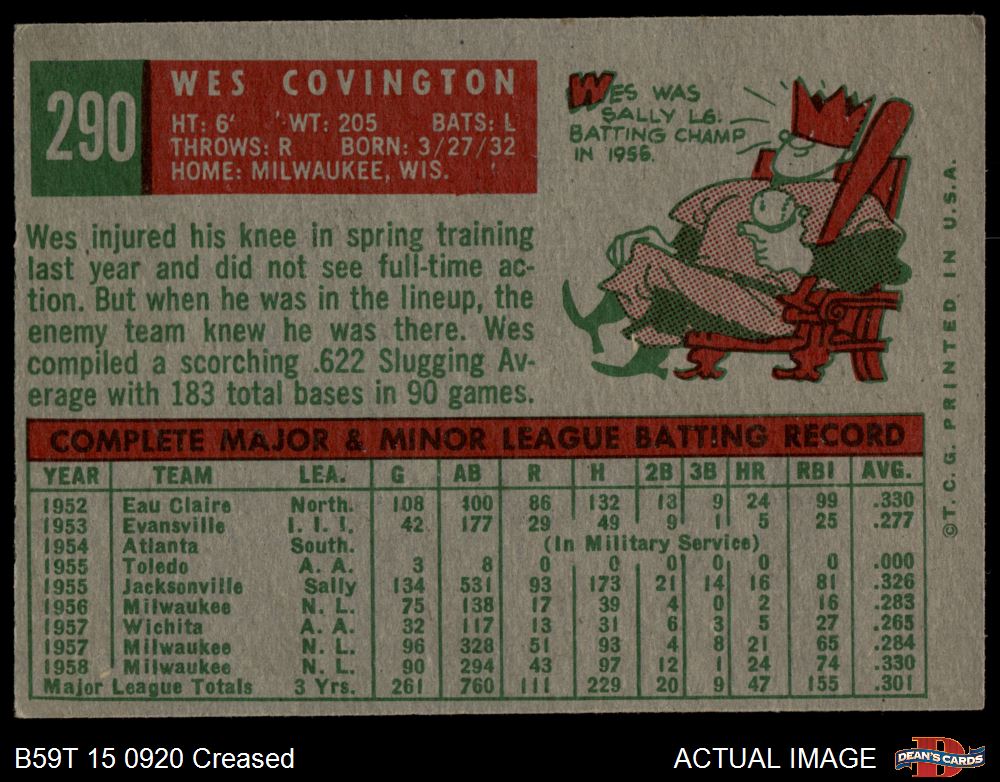 290
WES COVINGTON
HT: 6' WT: 205 BATS: L
THROWS: R BORN: 3/27/32
HOME: MILWAUKEE, WIS.
WES WAS
SALLY LG.
BATTING CHAMP
IN 1955.
Wes injured his knee in spring training
last year and did not see full-time ac-
tion. But when he was in the lineup, the
enemy team knew he was there. Wes
compiled a scorching .622 Slugging Av-
erage with 183 total bases in 90 games.
COMPLETE MAJOR & MINOR LEAGUE BATTING RECORD
YEAR TEAM LEA. G AB R H 2B 3B HR RBI AVG.
1952 Eau Claire North. 108 400 86 132 13 9 24 99 .330
1953 Evansville I. I. I. 42 177 29 49 9 1 5 25 .277
1954 Atlanta South. (In Military Service)
1955 Toledo A. A. 3 8 0 0 0 0 0 0 .000
1955 Jacksonville Sally 134 531 93 173 21 14 16 81 .326
1956 Milwaukee N. L. 75 138 17 39 4 0 2 16 .283
1957 Wichita A. A. 32 117 13 31 6 3 5 27 .265
1957 Milwaukee N. L. 96 328 51 93 4 8 21 65 .284
1958 Milwaukee N. L. 90 294 43 97 12 1 24 74 .330
Major League Totals 3 Yrs. 261 760 111 229 20 9 47 155 .301
©T.C.G. PRINTED IN U.S.A.
B59T 15 0920 Creased
ACTUAL IMAGE
D
DEAN'S CARDS